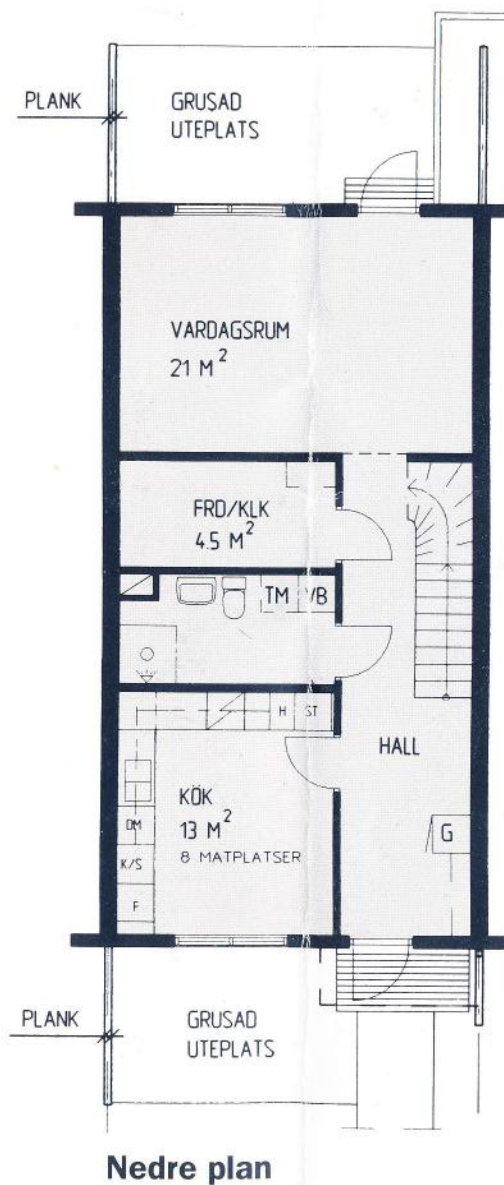 PLANK
GRUSAD
UTEPLATS
VARDAGSRUM
21 M²
FRD/KLK
4.5 M²
TM
VB
H
ST
HALL
KÖK
13 M²
8 MATPLATSER
DM
K/S
F
G
PLANK
GRUSAD
UTEPLATS
Nedre plan